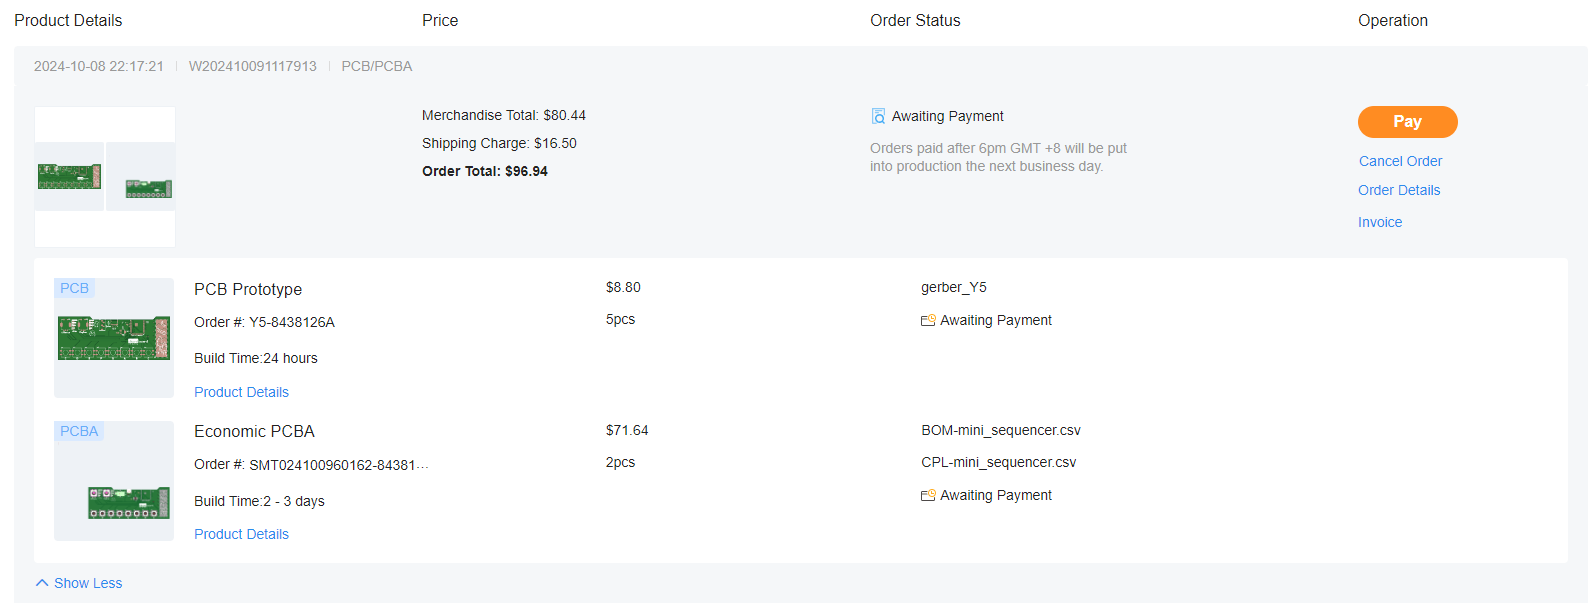 Product Details Price Order Status Operation
2024-10-08 22:17:21 | W202410091117913 | PCB/PCBA
Merchandise Total: $80.44
Shipping Charge: $16.50
Order Total: $96.94
Awaiting Payment
Orders paid after 6pm GMT +8 will be put
into production the next business day.
Pay
Cancel Order
Order Details
Invoice
PCB
PCB Prototype
Order #: Y5-8438126A
Build Time:24 hours
Product Details
$8.80
5pcs
gerber_Y5
Awaiting Payment
PCBA
Economic PCBA
Order #: SMT024100960162-84381...
Build Time:2 - 3 days
Product Details
$71.64
2pcs
BOM-mini_sequencer.csv
CPL-mini_sequencer.csv
Awaiting Payment
Show Less